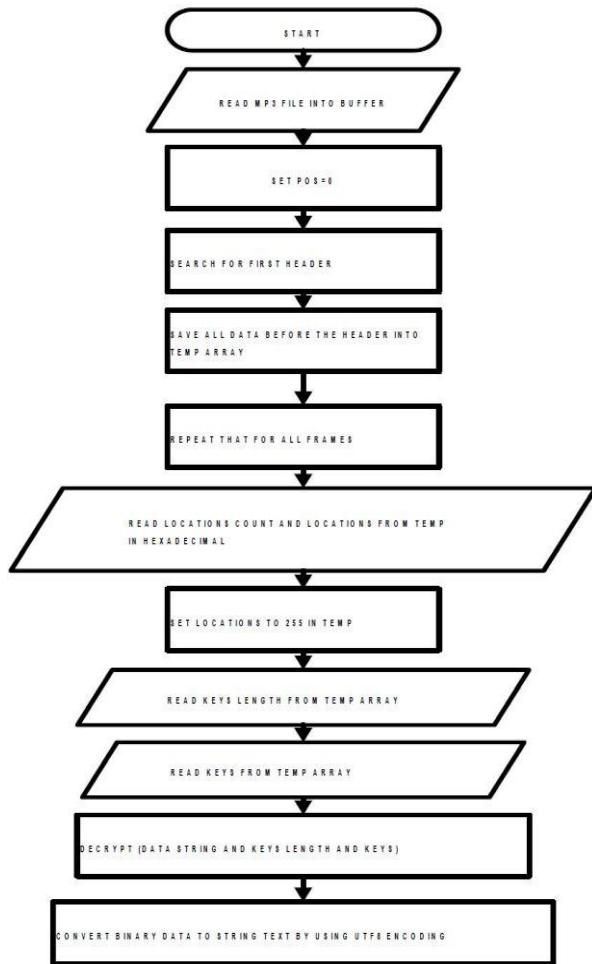 START
READ MP3 FILE INTO BUFFER
SET POS=0
SEARCH FOR FIRST HEADER
SAVE ALL DATA BEFORE THE HEADER INTO
TEMP ARRAY
REPEAT THAT FOR ALL FRAMES
READ LOCATIONS COUNT AND LOCATIONS FROM TEMP
IN HEXADECIMAL
SET LOCATIONS TO 255 IN TEMP
READ KEYS LENGTH FROM TEMP ARRAY
READ KEYS FROM TEMP ARRAY
DECRYPT (DATA STRING AND KEYS LENGTH AND KEYS)
CONVERT BINARY DATA TO STRING TEXT BY USING UTF8 ENCODING